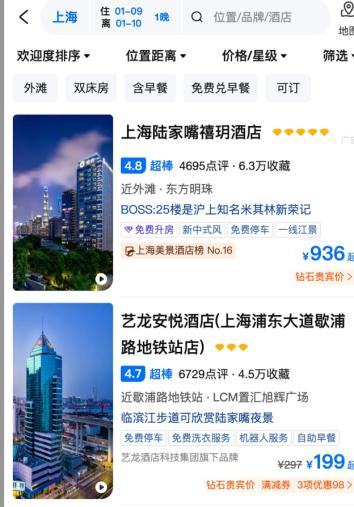 上海
住 01-09
离 01-10
1晚
位置/品牌/酒店
地图
欢迎度排序
位置距离
价格/星级
筛选
外滩
双床房
含早餐
免费兑早餐
可订
上海陆家嘴禧玥酒店
广告
4.8 超棒 4695点评 · 6.3万收藏
近外滩 · 东方明珠
BOSS:25楼是沪上知名米其林新荣记
免费升房 新中式风 免费停车 一线江景
上海美景酒店榜 No.16
¥936起
钻石贵宾价>
艺龙安悦酒店(上海浦东大道歇浦
路地铁站店)
4.7 超棒 6729点评 · 4.5万收藏
近歇浦路地铁站 · LCM置汇旭辉广场
临滨江步道可欣赏陆家嘴夜景
免费停车 免费洗衣服务 机器人服务 自助早餐
艺龙酒店科技集团旗下品牌
¥297 ¥199起
钻石贵宾价 满减券 3项优惠98>